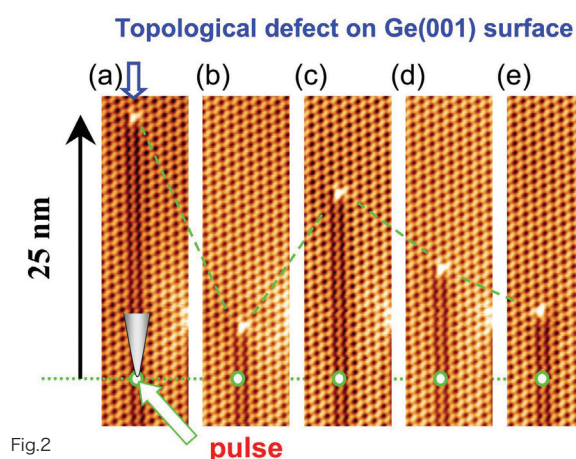 Topological defect on Ge(001) surface
(a) (b) (c) (d) (e)
25 nm
Fig.2
pulse